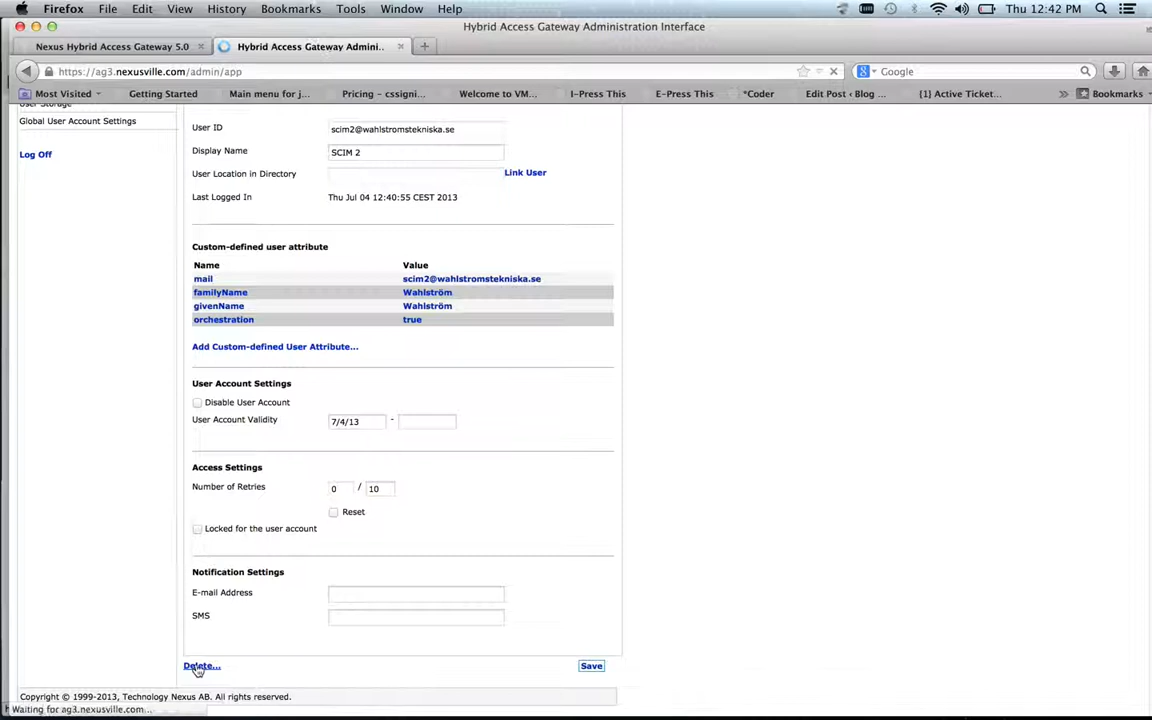 Firefox File Edit View History Bookmarks Tools Window Help Thu 12:42 PM
Hybrid Access Gateway Administration Interface
Nexus Hybrid Access Gateway 5.0 Hybrid Access Gateway Admini...
https://ag3.nexusville.com/admin/app Google
Most Visited Getting Started Main menu for j... Pricing – cssigni... Welcome to VM... I-Press This E-Press This *Coder Edit Post ‹ Blog ... {1} Active Ticket... Bookmarks
User Storage
Global User Account Settings
Log Off
User ID scim2@wahlstromstekniska.se
Display Name SCIM 2
User Location in Directory Link User
Last Logged In Thu Jul 04 12:40:55 CEST 2013
Custom-defined user attribute
Name Value
mail scim2@wahlstromstekniska.se
familyName Wahlström
givenName Wahlström
orchestration true
Add Custom-defined User Attribute...
User Account Settings
Disable User Account
User Account Validity 7/4/13 -
Access Settings
Number of Retries 0 / 10
Reset
Locked for the user account
Notification Settings
E-mail Address
SMS
Delete... Save
Copyright © 1999-2013, Technology Nexus AB. All rights reserved.
Waiting for ag3.nexusville.com...